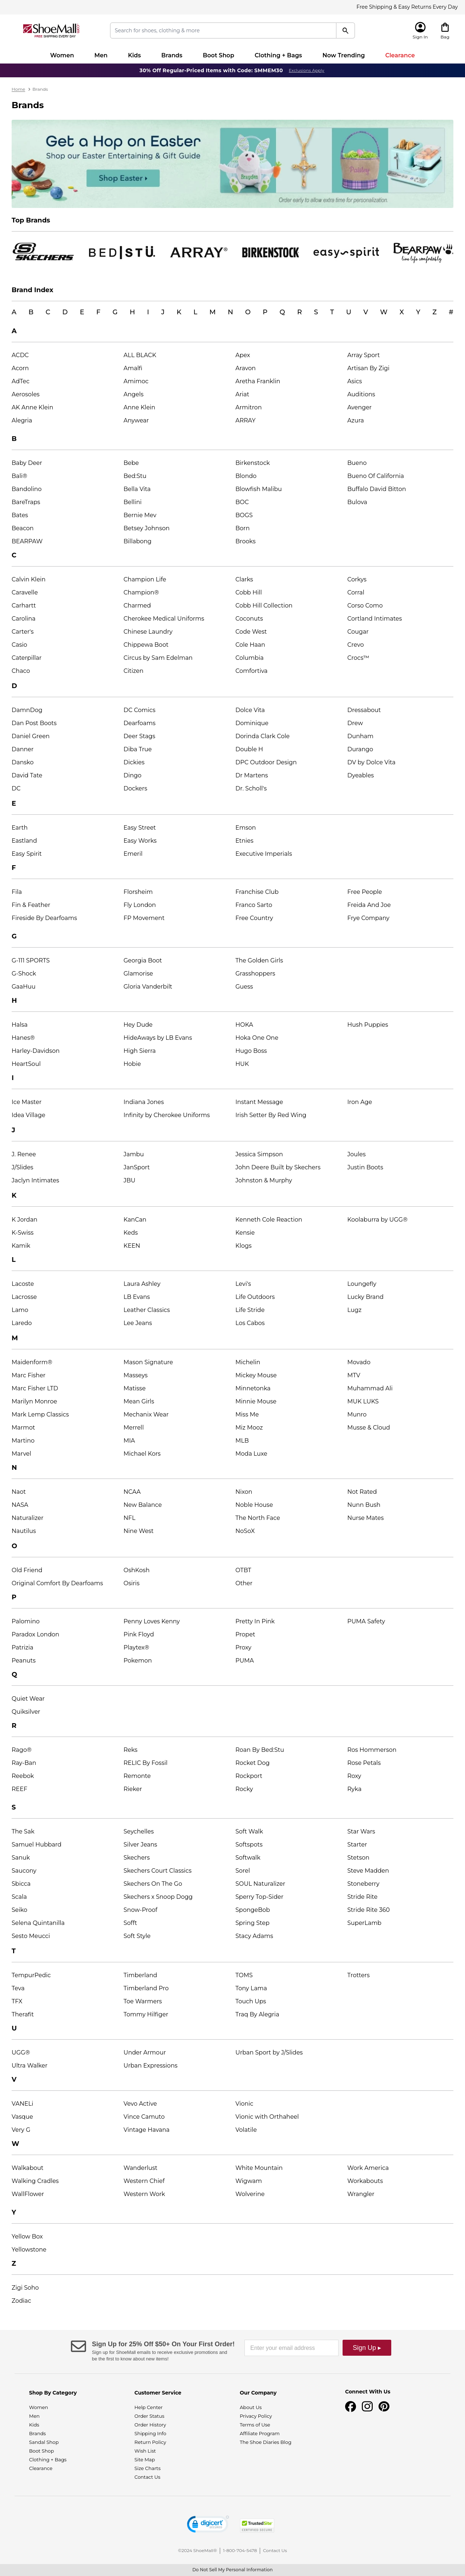 Free Shipping & Easy Returns Every Day
ShoeMall
FREE SHIPPING EVERY DAY
Search for shoes, clothing & more
Sign In
Bag
Women Men Kids Brands Boot Shop Clothing + Bags Now Trending Clearance
30% Off Regular-Priced Items with Code: SMMEM30 Exclusions Apply
Home > Brands
Brands
Get a Hop on Easter
Shop our Easter Entertaining & Gift Guide
Shop Easter
Order early to allow extra time for personalization.
Top Brands
SKECHERS BED|STÜ. ARRAY® BIRKENSTOCK easy spirit BEARPAW live life comfortably.
Brand Index
A B C D E F G H I J K L M N O P Q R S T U V W X Y Z #
A
ACDC ALL BLACK Apex Array Sport
Acorn Amalfi Aravon Artisan By Zigi
AdTec Amimoc Aretha Franklin Asics
Aerosoles Angels Ariat Auditions
AK Anne Klein Anne Klein Armitron Avenger
Alegria Anywear ARRAY Azura
B
Baby Deer Bebe Birkenstock Bueno
Bali® Bed:Stu Blondo Bueno Of California
Bandolino Bella Vita Blowfish Malibu Buffalo David Bitton
BareTraps Bellini BOC Bulova
Bates Bernie Mev BOGS
Beacon Betsey Johnson Born
BEARPAW Billabong Brooks
C
Calvin Klein Champion Life Clarks Corkys
Caravelle Champion® Cobb Hill Corral
Carhartt Charmed Cobb Hill Collection Corso Como
Carolina Cherokee Medical Uniforms Coconuts Cortland Intimates
Carter's Chinese Laundry Code West Cougar
Casio Chippewa Boot Cole Haan Crevo
Caterpillar Circus by Sam Edelman Columbia Crocs™
Chaco Citizen Comfortiva
D
DamnDog DC Comics Dolce Vita Dressabout
Dan Post Boots Dearfoams Dominique Drew
Daniel Green Deer Stags Dorinda Clark Cole Dunham
Danner Diba True Double H Durango
Dansko Dickies DPC Outdoor Design DV by Dolce Vita
David Tate Dingo Dr Martens Dyeables
DC Dockers Dr. Scholl's
E
Earth Easy Street Emson
Eastland Easy Works Etnies
Easy Spirit Emeril Executive Imperials
F
Fila Florsheim Franchise Club Free People
Fin & Feather Fly London Franco Sarto Freida And Joe
Fireside By Dearfoams FP Movement Free Country Frye Company
G
G-111 SPORTS Georgia Boot The Golden Girls
G-Shock Glamorise Grasshoppers
GaaHuu Gloria Vanderbilt Guess
H
Halsa Hey Dude HOKA Hush Puppies
Hanes® HideAways by LB Evans Hoka One One
Harley-Davidson High Sierra Hugo Boss
HeartSoul Hobie HUK
I
Ice Master Indiana Jones Instant Message Iron Age
Idea Village Infinity by Cherokee Uniforms Irish Setter By Red Wing
J
J. Renee Jambu Jessica Simpson Joules
J/Slides JanSport John Deere Built by Skechers Justin Boots
Jaclyn Intimates JBU Johnston & Murphy
K
K Jordan KanCan Kenneth Cole Reaction Koolaburra by UGG®
K-Swiss Keds Kensie
Kamik KEEN Klogs
L
Lacoste Laura Ashley Levi's Loungefly
Lacrosse LB Evans Life Outdoors Lucky Brand
Lamo Leather Classics Life Stride Lugz
Laredo Lee Jeans Los Cabos
M
Maidenform® Mason Signature Michelin Movado
Marc Fisher Masseys Mickey Mouse MTV
Marc Fisher LTD Matisse Minnetonka Muhammad Ali
Marilyn Monroe Mean Girls Minnie Mouse MUK LUKS
Mark Lemp Classics Mechanix Wear Miss Me Munro
Marmot Merrell Miz Mooz Musse & Cloud
Martino MIA MLB
Marvel Michael Kors Moda Luxe
N
Naot NCAA Nixon Not Rated
NASA New Balance Noble House Nunn Bush
Naturalizer NFL The North Face Nurse Mates
Nautilus Nine West NoSoX
O
Old Friend OshKosh OTBT
Original Comfort By Dearfoams Osiris Other
P
Palomino Penny Loves Kenny Pretty In Pink PUMA Safety
Paradox London Pink Floyd Propet
Patrizia Playtex® Proxy
Peanuts Pokemon PUMA
Q
Quiet Wear
Quiksilver
R
Rago® Reks Roan By Bed:Stu Ros Hommerson
Ray-Ban RELIC By Fossil Rocket Dog Rose Petals
Reebok Remonte Rockport Roxy
REEF Rieker Rocky Ryka
S
The Sak Seychelles Soft Walk Star Wars
Samuel Hubbard Silver Jeans Softspots Starter
Sanuk Skechers Softwalk Stetson
Saucony Skechers Court Classics Sorel Steve Madden
Sbicca Skechers On The Go SOUL Naturalizer Stoneberry
Scala Skechers x Snoop Dogg Sperry Top-Sider Stride Rite
Seiko Snow-Proof SpongeBob Stride Rite 360
Selena Quintanilla Sofft Spring Step SuperLamb
Sesto Meucci Soft Style Stacy Adams
T
TempurPedic Timberland TOMS Trotters
Teva Timberland Pro Tony Lama
TFX Toe Warmers Touch Ups
Therafit Tommy Hilfiger Traq By Alegria
U
UGG® Under Armour Urban Sport by J/Slides
Ultra Walker Urban Expressions
V
VANELi Vevo Active Vionic
Vasque Vince Camuto Vionic with Orthaheel
Very G Vintage Havana Volatile
W
Walkabout Wanderlust White Mountain Work America
Walking Cradles Western Chief Wigwam Workabouts
WallFlower Western Work Wolverine Wrangler
Y
Yellow Box
Yellowstone
Z
Zigi Soho
Zodiac
Sign Up for 25% Off $50+ On Your First Order!
Sign up for ShoeMall emails to receive exclusive promotions and
be the first to know about new items!
Enter your email address
Sign Up
Shop By Category Customer Service Our Company Connect With Us
Women Help Center About Us
Men Order Status Privacy Policy
Kids Order History Terms of Use
Brands Shipping Info Affiliate Program
Sandal Shop Return Policy The Shoe Diaries Blog
Boot Shop Wish List
Clothing + Bags Site Map
Clearance Size Charts
Contact Us
digicert
TrustedSite
CERTIFIED SECURE
©2024 ShoeMall® | 1-800-704-5478 | Contact Us
Do Not Sell My Personal Information